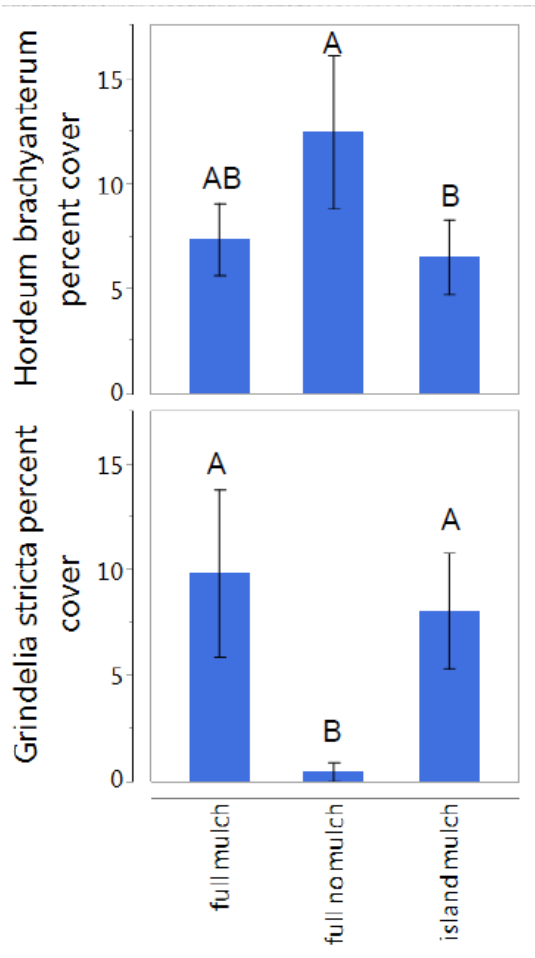 Hordeum brachyanterum
percent cover
15
10
5
0
AB
A
B
Grindelia stricta percent
cover
15
10
5
0
A
B
A
full mulch
full no mulch
island mulch